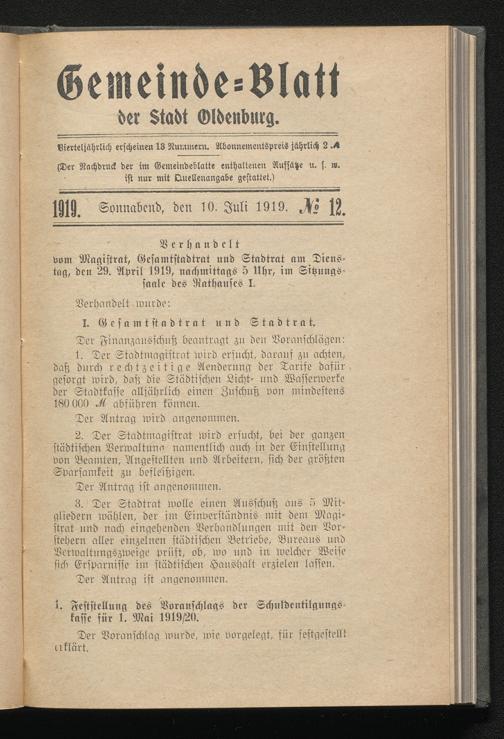 Gemeinde=Blatt
der Stadt Oldenburg.
Vierteljährlich erscheinen 13 Nummern. Abonnementspreis jährlich 2 ℳ
(Der Nachdruck der im Gemeindeblatte enthaltenen Aufsätze u. s. w.
ist nur mit Quellenangabe gestattet.)
1919. Sonnabend, den 10. Juli 1919. № 12.
Verhandelt
vom Magistrat, Gesamtstadtrat und Stadtrat am Diens-
tag, den 29. April 1919, nachmittags 5 Uhr, im Sitzungs-
saale des Rathauses I.
Verhandelt wurde:
I. Gesamtstadtrat und Stadtrat.
Der Finanzausschuß beantragt zu den Voranschlägen:
1. Der Stadtmagistrat wird ersucht, darauf zu achten,
daß durch rechtzeitige Aenderung der Tarife dafür
gesorgt wird, daß die Städtischen Licht- und Wasserwerke
der Stadtkasse alljährlich einen Zuschuß von mindestens
180 000 ℳ abführen können.
Der Antrag wird angenommen.
2. Der Stadtmagistrat wird ersucht, bei der ganzen
städtischen Verwaltung namentlich auch in der Einstellung
von Beamten, Angestellten und Arbeitern, sich der größten
Sparsamkeit zu befleißigen.
Der Antrag ist angenommen.
3. Der Stadtrat wolle einen Ausschuß aus 5 Mit-
gliedern wählen, der im Einverständnis mit dem Magi-
strat und nach eingehenden Verhandlungen mit den Vor-
stehern aller einzelnen städtischen Betriebe, Bureaus und
Verwaltungszweige prüft, ob, wo und in welcher Weise
sich Ersparnisse im städtischen Haushalt erzielen lassen.
Der Antrag ist angenommen.
1. Feststellung des Voranschlags der Schuldentilgungs-
kasse für 1. Mai 1919/20.
Der Voranschlag wurde, wie vorgelegt, für festgestellt
erklärt.